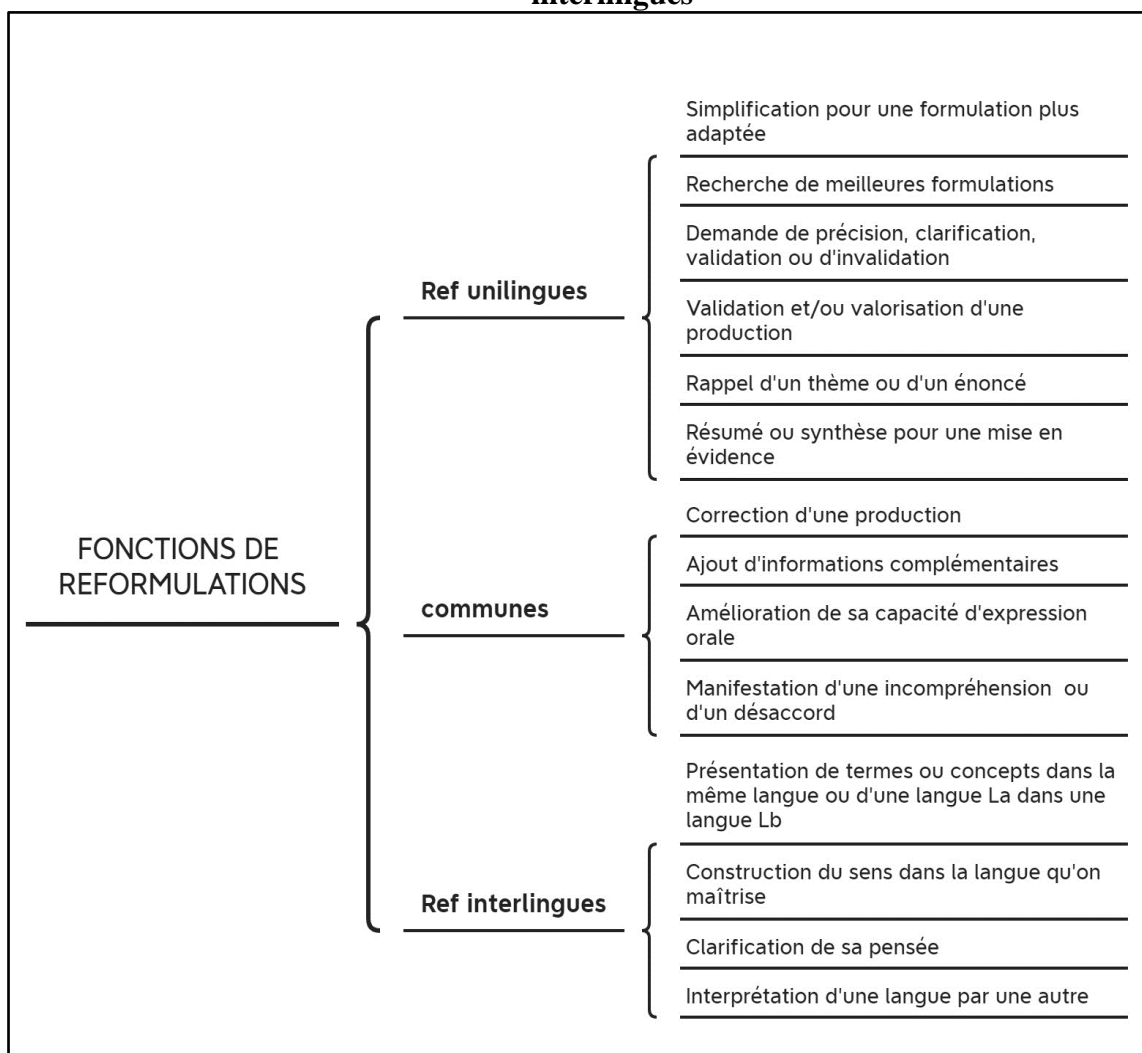 interlingues
Simplification pour une formulation plus
adaptée
Recherche de meilleures formulations
Demande de précision, clarification,
validation ou d'invalidation
Ref unilingues
Validation et/ou valorisation d'une
production
Rappel d'un thème ou d'un énoncé
Résumé ou synthèse pour une mise en
évidence
FONCTIONS DE
REFORMULATIONS
Correction d'une production
Ajout d'informations complémentaires
communes
Amélioration de sa capacité d'expression
orale
Manifestation d'une incompréhension ou
d'un désaccord
Présentation de termes ou concepts dans la
même langue ou d'une langue La dans une
langue Lb
Construction du sens dans la langue qu'on
maîtrise
Ref interlingues
Clarification de sa pensée
Interprétation d'une langue par une autre